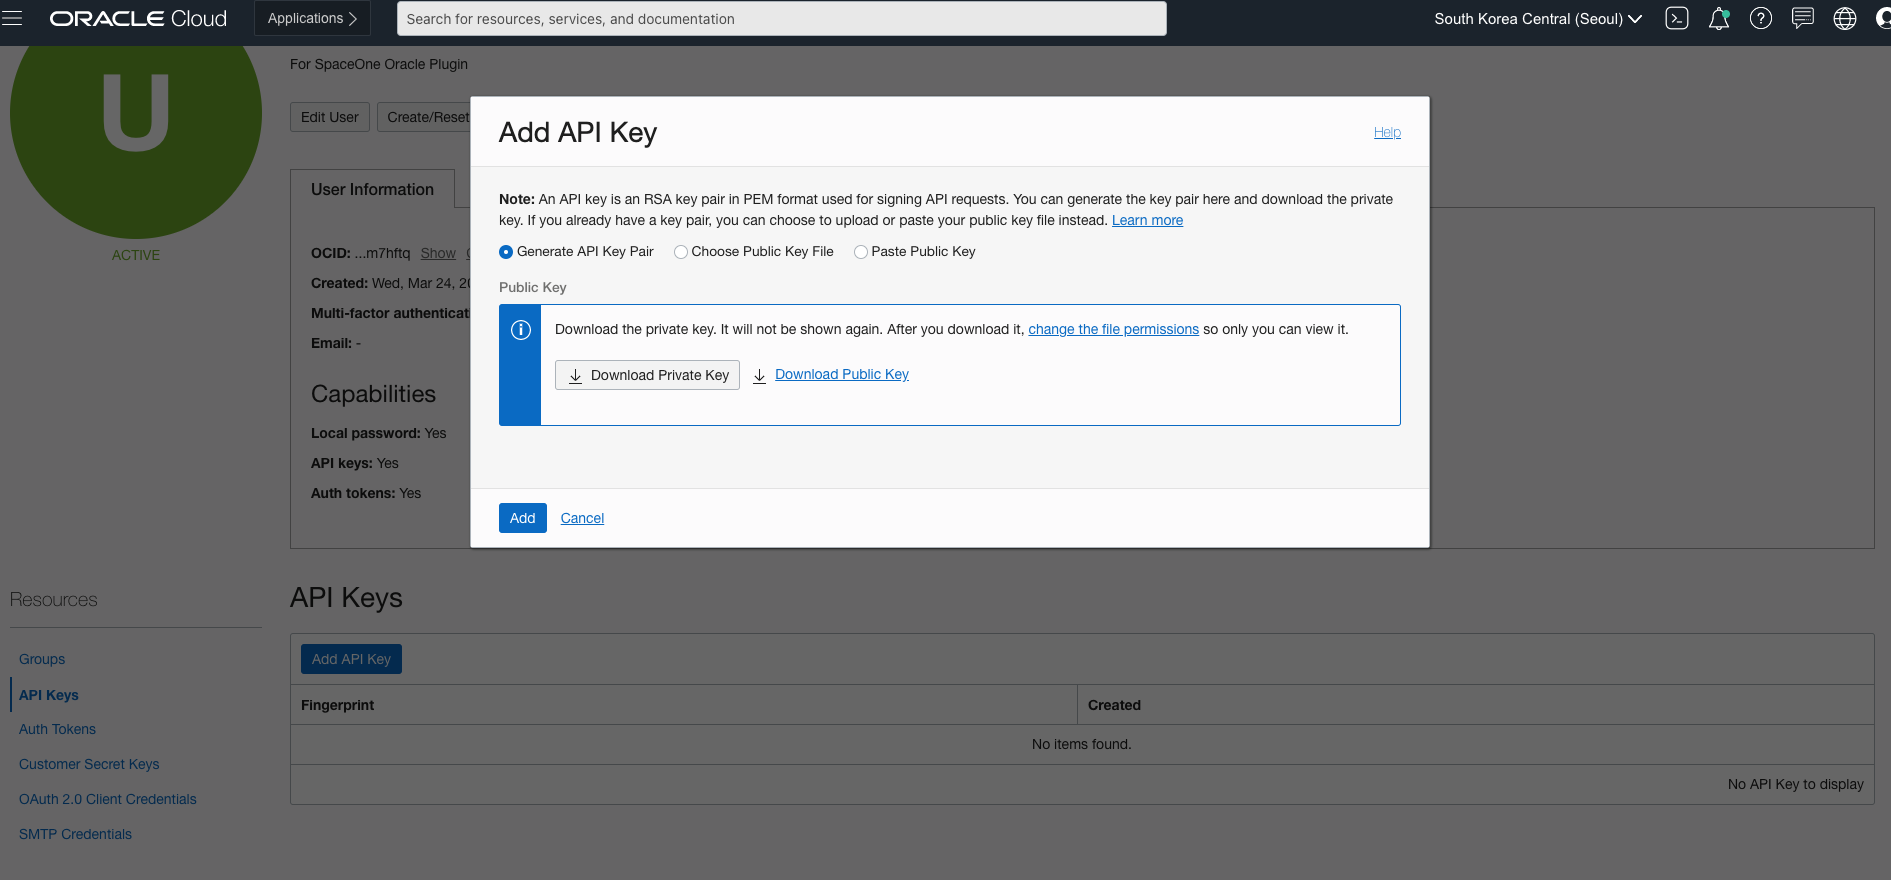 ORACLE Cloud
Applications
Search for resources, services, and documentation
South Korea Central (Seoul)
U
ACTIVE
For SpaceOne Oracle Plugin
Edit User
Create/Reset
User Information
OCID: ...m7hftq Show
Created: Wed, Mar 24, 20
Multi-factor authenticat
Email: -
Capabilities
Local password: Yes
API keys: Yes
Auth tokens: Yes
Add API Key
Help
Note: An API key is an RSA key pair in PEM format used for signing API requests. You can generate the key pair here and download the private
key. If you already have a key pair, you can choose to upload or paste your public key file instead. Learn more
Generate API Key Pair
Choose Public Key File
Paste Public Key
Public Key
Download the private key. It will not be shown again. After you download it, change the file permissions so only you can view it.
Download Private Key
Download Public Key
Add
Cancel
Resources
Groups
API Keys
Auth Tokens
Customer Secret Keys
OAuth 2.0 Client Credentials
SMTP Credentials
API Keys
Add API Key
Fingerprint
Created
No items found.
No API Key to display